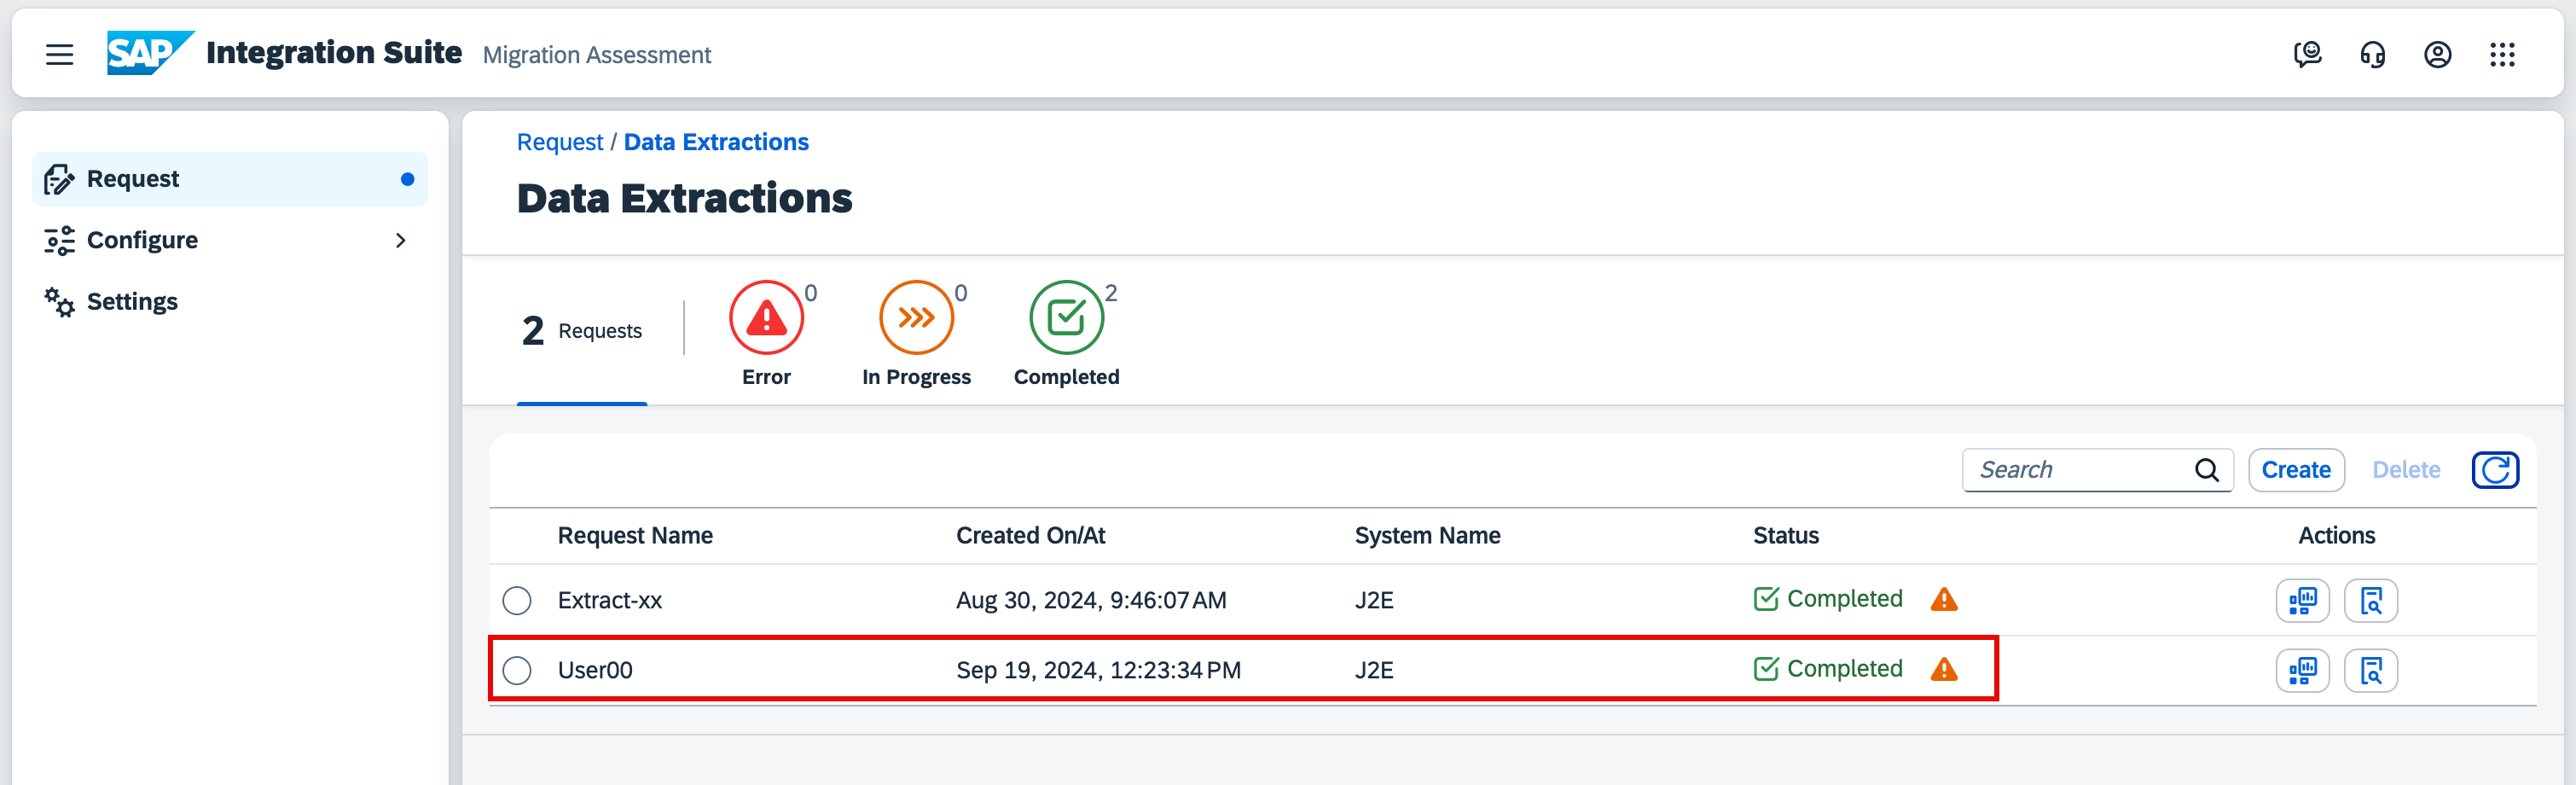 SAP Integration Suite Migration Assessment
Request
Configure
Settings
Request / Data Extractions
Data Extractions
2 Requests
0
Error
0
In Progress
2
Completed
Search Create Delete
Request Name Created On/At System Name Status Actions
Extract-xx Aug 30, 2024, 9:46:07 AM J2E Completed
User00 Sep 19, 2024, 12:23:34 PM J2E Completed